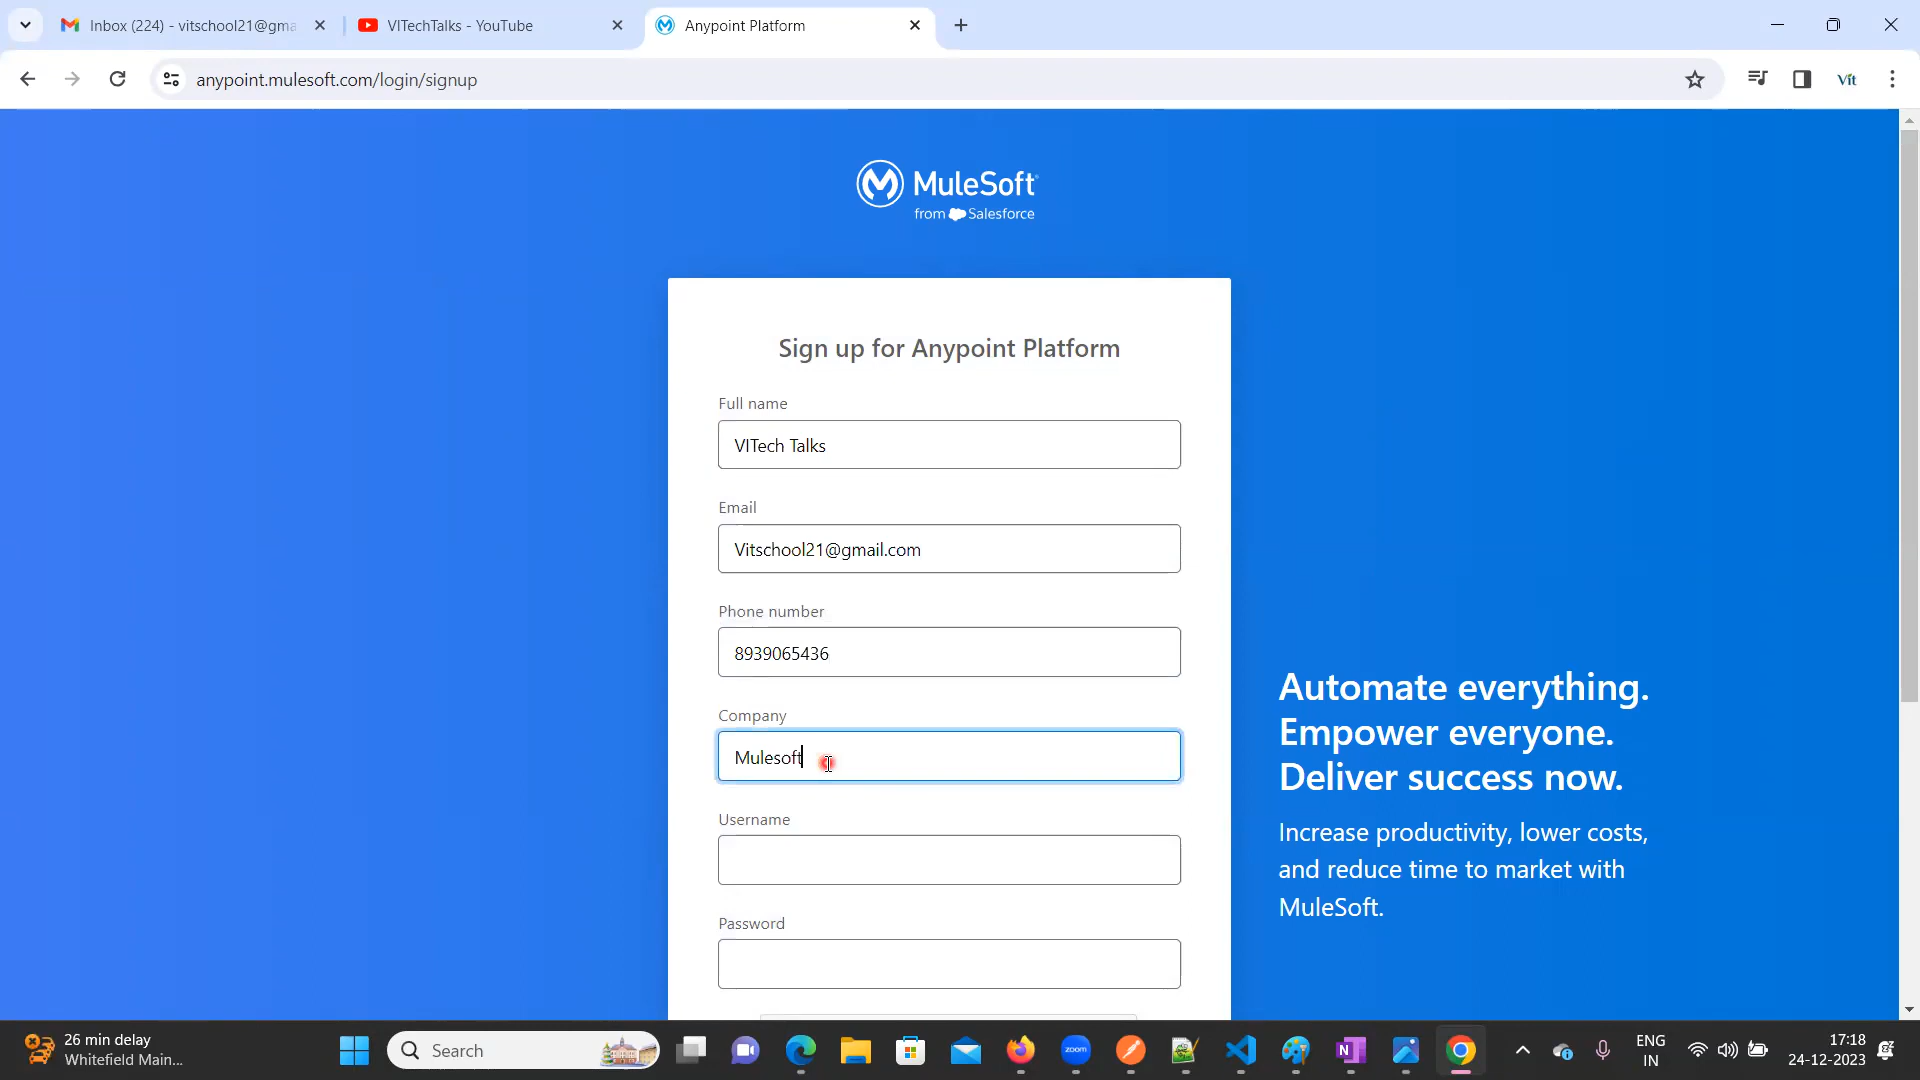 Inbox (224) - vitschool21@gma
VITechTalks - YouTube
Anypoint Platform
anypoint.mulesoft.com/login/signup
Vit
MuleSoft
from Salesforce
Sign up for Anypoint Platform
Full name
VITech Talks
Email
Vitschool21@gmail.com
Phone number
8939065436
Company
Mulesoft
Username
Password
Automate everything.
Empower everyone.
Deliver success now.
Increase productivity, lower costs,
and reduce time to market with
MuleSoft.
26 min delay
Whitefield Main...
Search
zoom
N
ENG
IN
17:18
24-12-2023